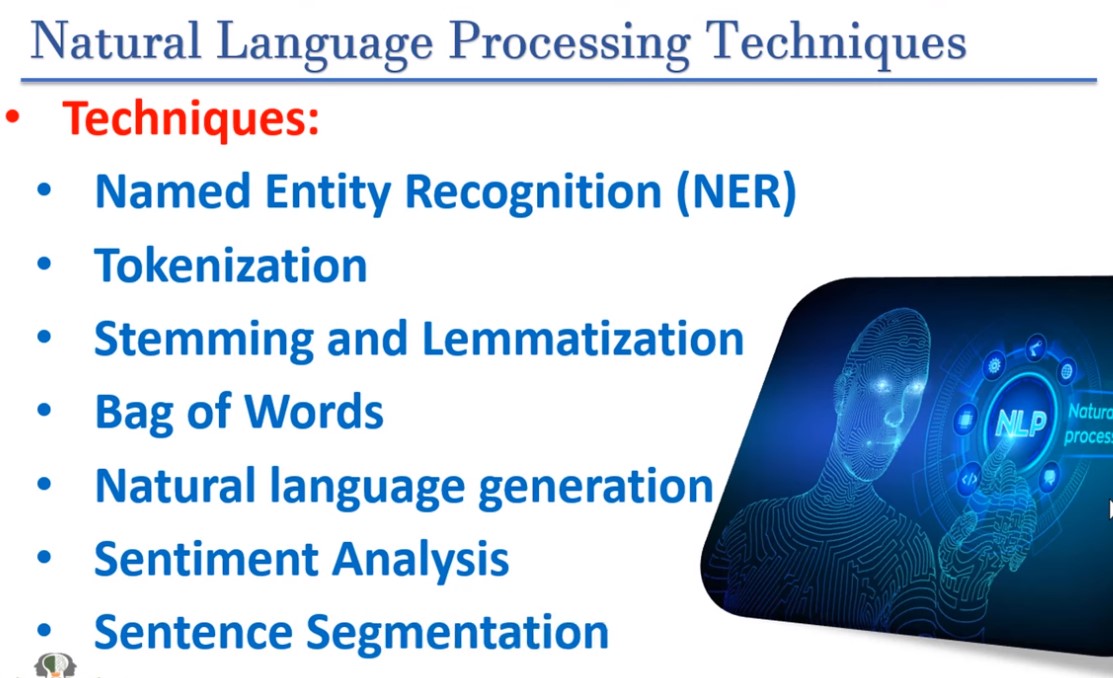 Natural Language Processing Techniques
• Techniques:
• Named Entity Recognition (NER)
• Tokenization
• Stemming and Lemmatization
• Bag of Words
• Natural language generation
• Sentiment Analysis
• Sentence Segmentation
NLP
Natura
process